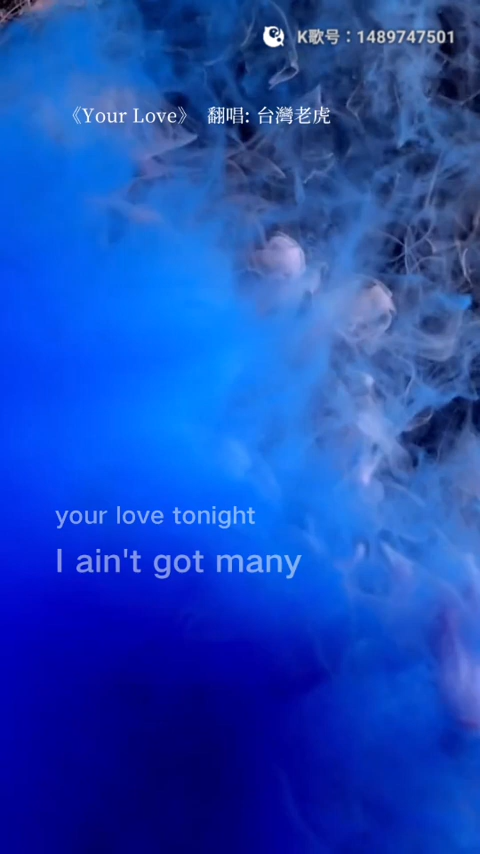 K歌号：1489747501
《Your Love》 翻唱: 台灣老虎
your love tonight
I ain't got many